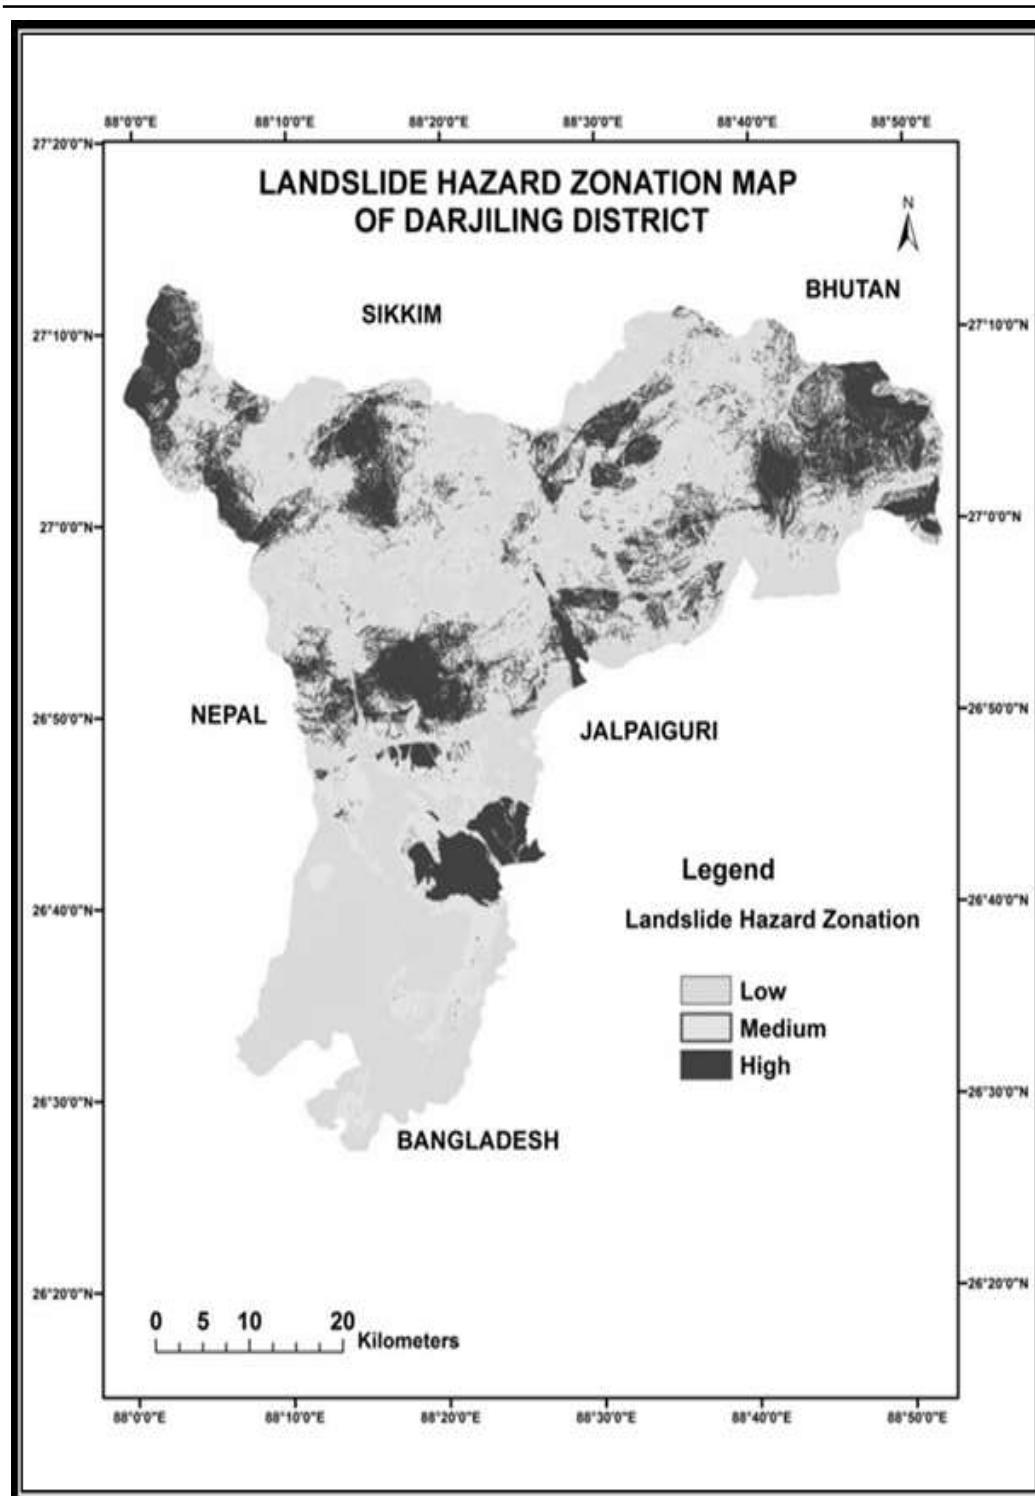 88°0'0"E 88°10'0"E 88°20'0"E 88°30'0"E 88°40'0"E 88°50'0"E
27°20'0"N
LANDSLIDE HAZARD ZONATION MAP
OF DARJILING DISTRICT
N
BHUTAN
SIKKIM
27°10'0"N 27°10'0"N
27°0'0"N 27°0'0"N
NEPAL
26°50'0"N 26°50'0"N
JALPAIGURI
Legend
26°40'0"N 26°40'0"N
Landslide Hazard Zonation
Low
Medium
High
26°30'0"N 26°30'0"N
BANGLADESH
26°20'0"N 26°20'0"N
0 5 10 20
Kilometers
88°0'0"E 88°10'0"E 88°20'0"E 88°30'0"E 88°40'0"E 88°50'0"E